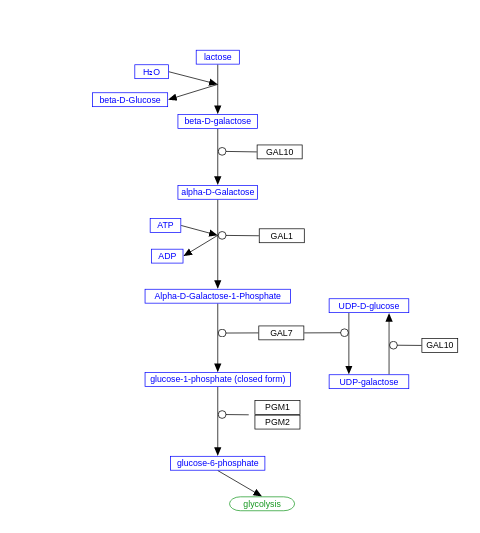 lactose
H₂O
beta-D-Glucose
beta-D-galactose
GAL10
alpha-D-Galactose
ATP
GAL1
ADP
Alpha-D-Galactose-1-Phosphate
UDP-D-glucose
GAL7
GAL10
glucose-1-phosphate (closed form)
UDP-galactose
PGM1
PGM2
glucose-6-phosphate
glycolysis